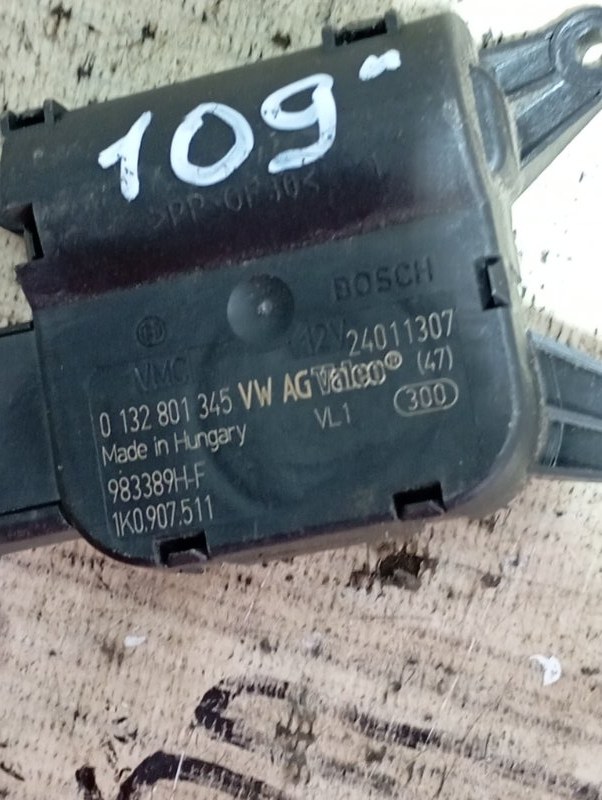 109"
BOSCH
12V 24011307
VMC
0 132 801 345 VW AG Valeo® (47)
Made in Hungary VL1 300
983389H-F
1K0.907.511